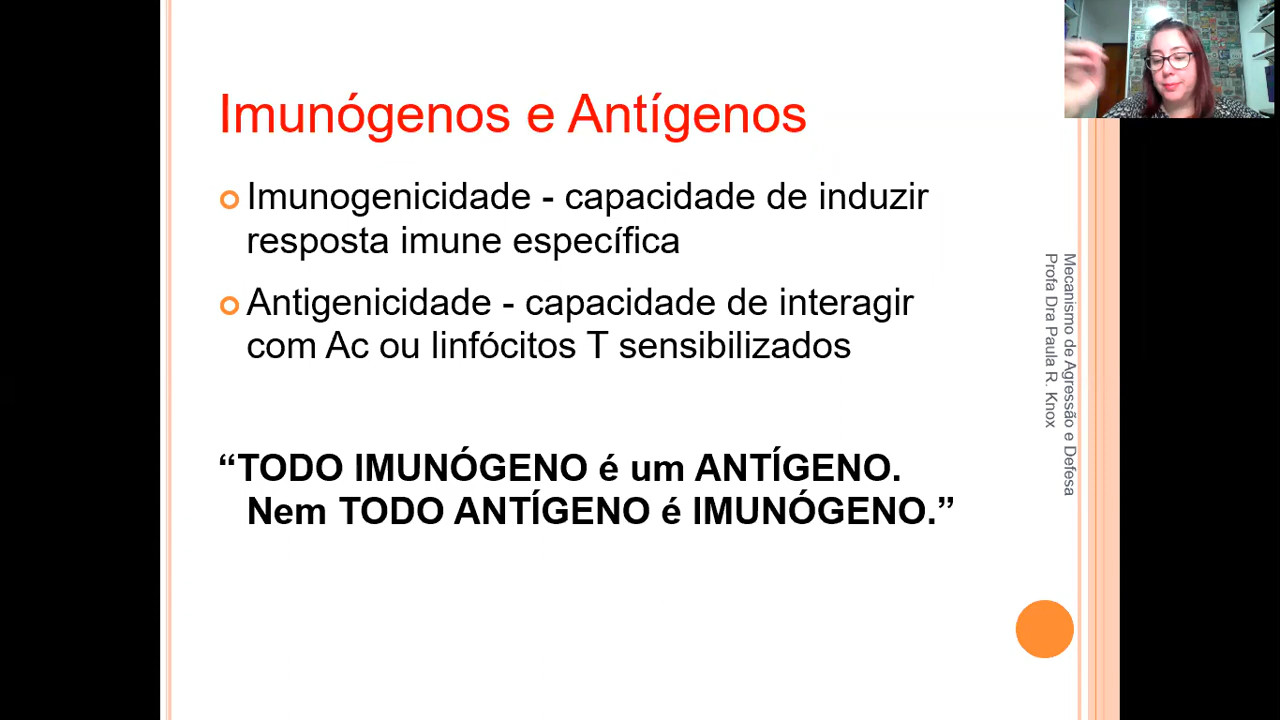 Imunógenos e Antígenos
Imunogenicidade - capacidade de induzir
resposta imune específica
Antigenicidade - capacidade de interagir
com Ac ou linfócitos T sensibilizados
“TODO IMUNÓGENO é um ANTÍGENO.
Nem TODO ANTÍGENO é IMUNÓGENO.”
Mecanismo de Agressão e Defesa
Profa Dra Paula R. Knox